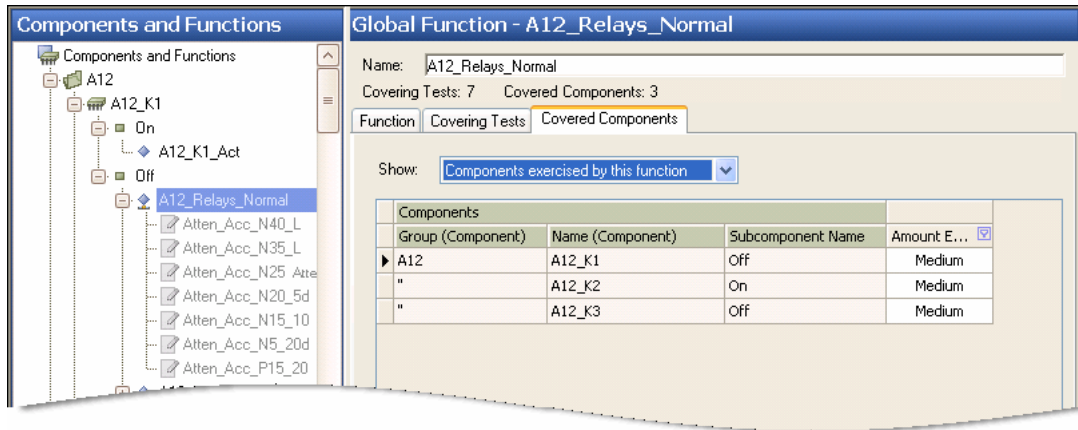 Components and Functions
Components and Functions
A12
A12_K1
On
A12_K1_Act
Off
A12_Relays_Normal
Atten_Acc_N40_L
Atten_Acc_N35_L
Atten_Acc_N25 Atte
Atten_Acc_N20_5d
Atten_Acc_N15_10
Atten_Acc_N5_20d
Atten_Acc_P15_20
Global Function - A12_Relays_Normal
Name: A12_Relays_Normal
Covering Tests: 7 Covered Components: 3
Function Covering Tests Covered Components
Show: Components exercised by this function
Components
Group (Component) Name (Component) Subcomponent Name Amount E...
A12 A12_K1 Off Medium
" A12_K2 On Medium
" A12_K3 Off Medium